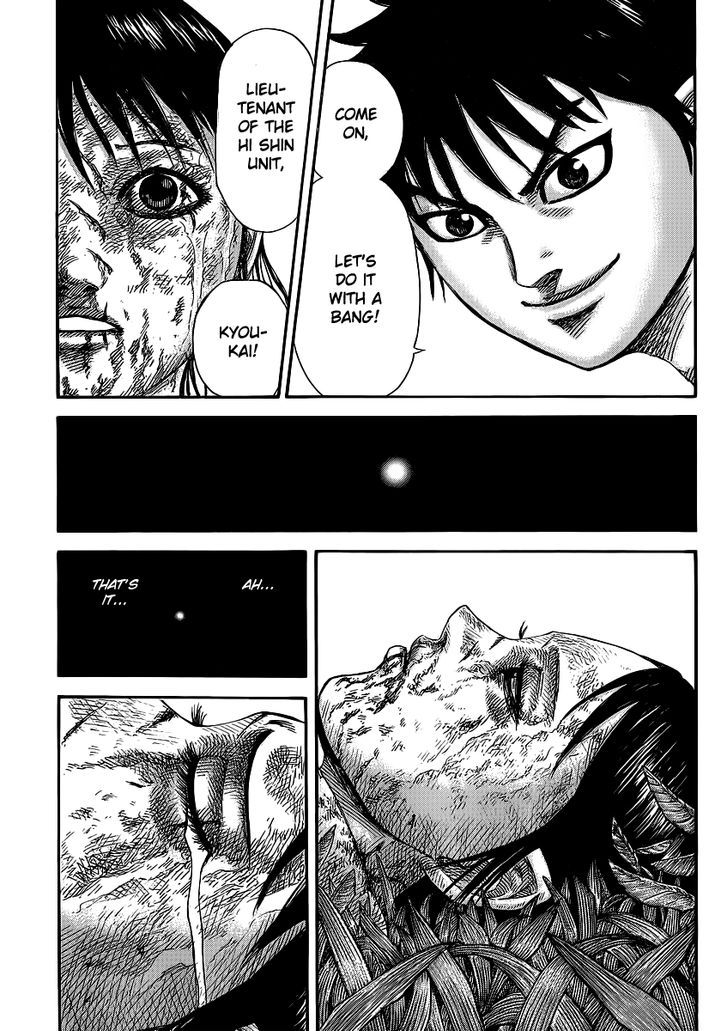 COME
ON,
LET'S
DO IT
WITH A
BANG!
LIEU-
TENANT
OF THE
HI SHIN
UNIT,
KYOU-
KAI!
AH...
THAT'S
IT...